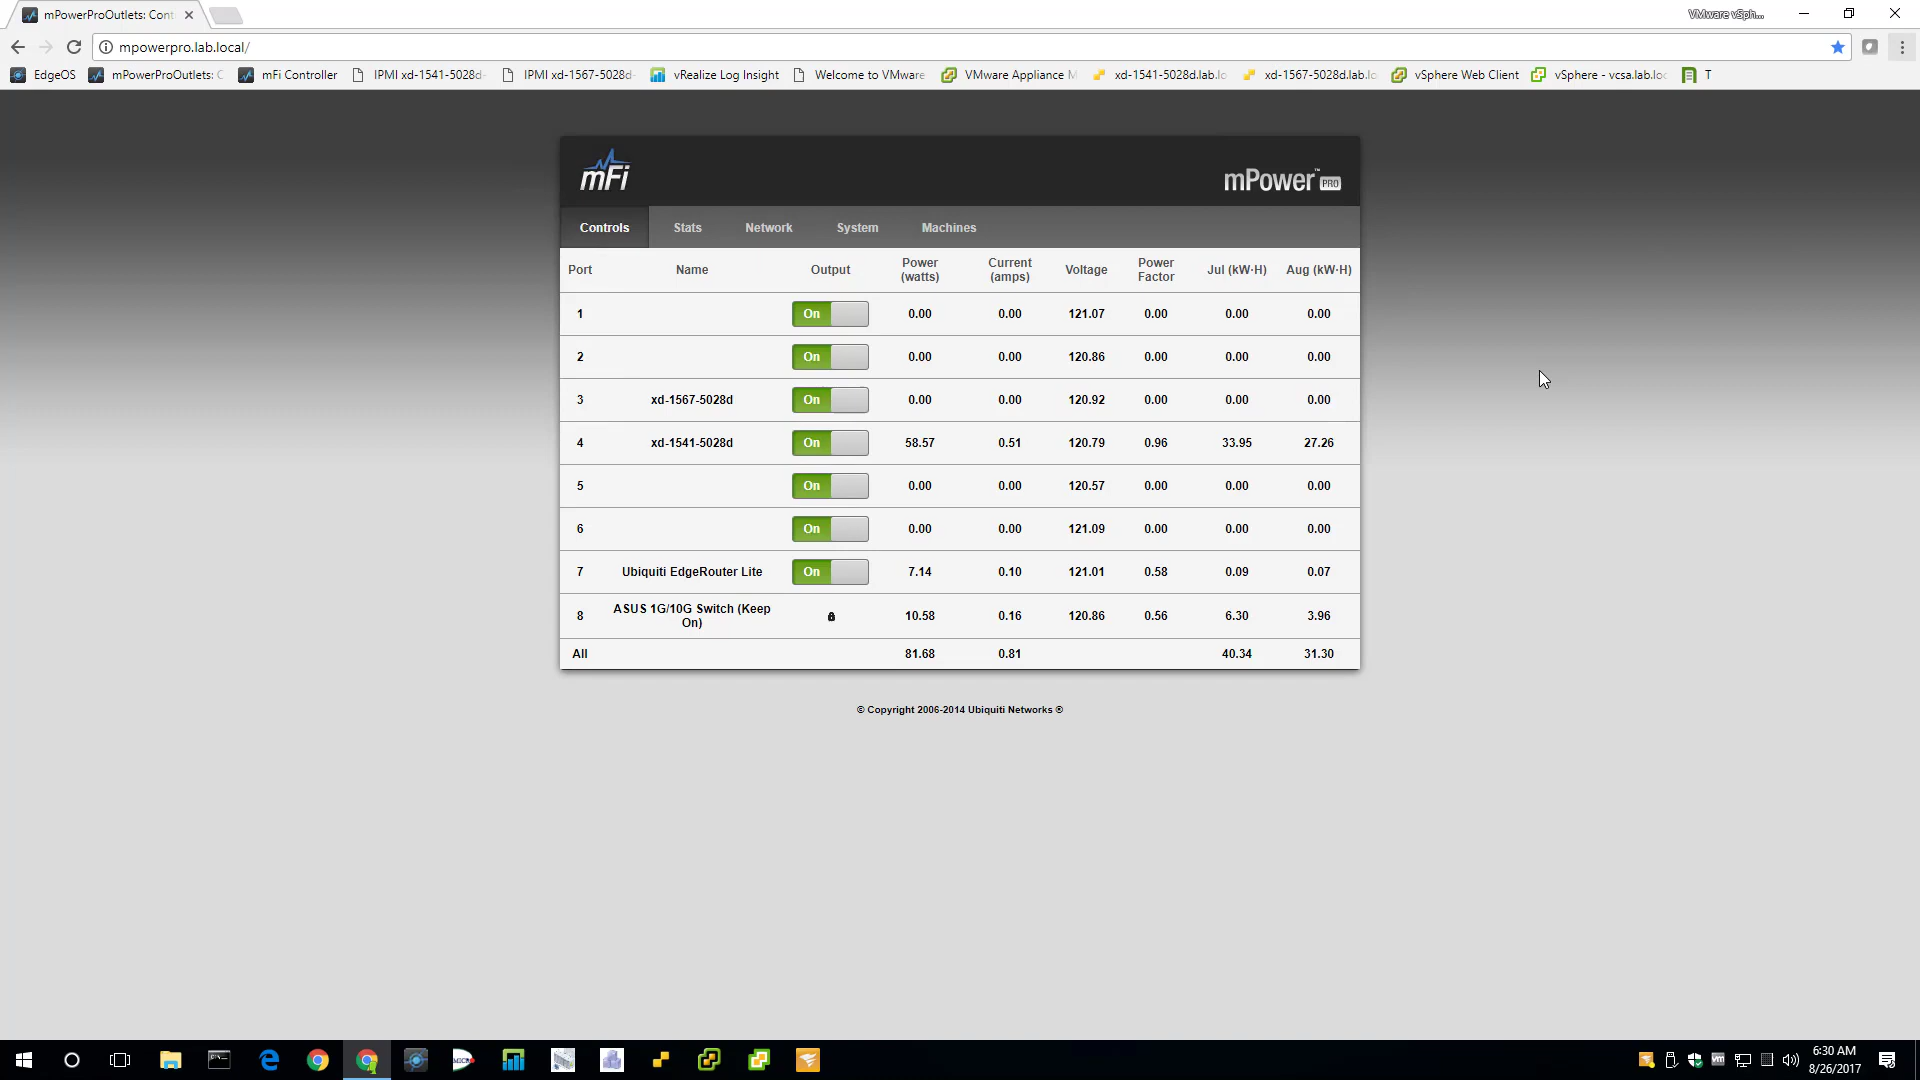 mPowerProOutlets: Cont
VMware vSph...
mpowerpro.lab.local/
EdgeOS mPowerProOutlets: C mFi Controller IPMI xd-1541-5028d- IPMI xd-1567-5028d- vRealize Log Insight Welcome to VMware VMware Appliance M xd-1541-5028d.lab.lo xd-1567-5028d.lab.lo vSphere Web Client vSphere - vcsa.lab.loc T
mFi
mPower™ PRO
Controls Stats Network System Machines
Port Name Output Power (watts) Current (amps) Voltage Power Factor Jul (kW·H) Aug (kW·H)
1 On 0.00 0.00 121.07 0.00 0.00 0.00
2 On 0.00 0.00 120.86 0.00 0.00 0.00
3 xd-1567-5028d On 0.00 0.00 120.92 0.00 0.00 0.00
4 xd-1541-5028d On 58.57 0.51 120.79 0.96 33.95 27.26
5 On 0.00 0.00 120.57 0.00 0.00 0.00
6 On 0.00 0.00 121.09 0.00 0.00 0.00
7 Ubiquiti EdgeRouter Lite On 7.14 0.10 121.01 0.58 0.09 0.07
8 ASUS 1G/10G Switch (Keep On) 10.58 0.16 120.86 0.56 6.30 3.96
All 81.68 0.81 40.34 31.30
© Copyright 2006-2014 Ubiquiti Networks ®
6:30 AM
8/26/2017